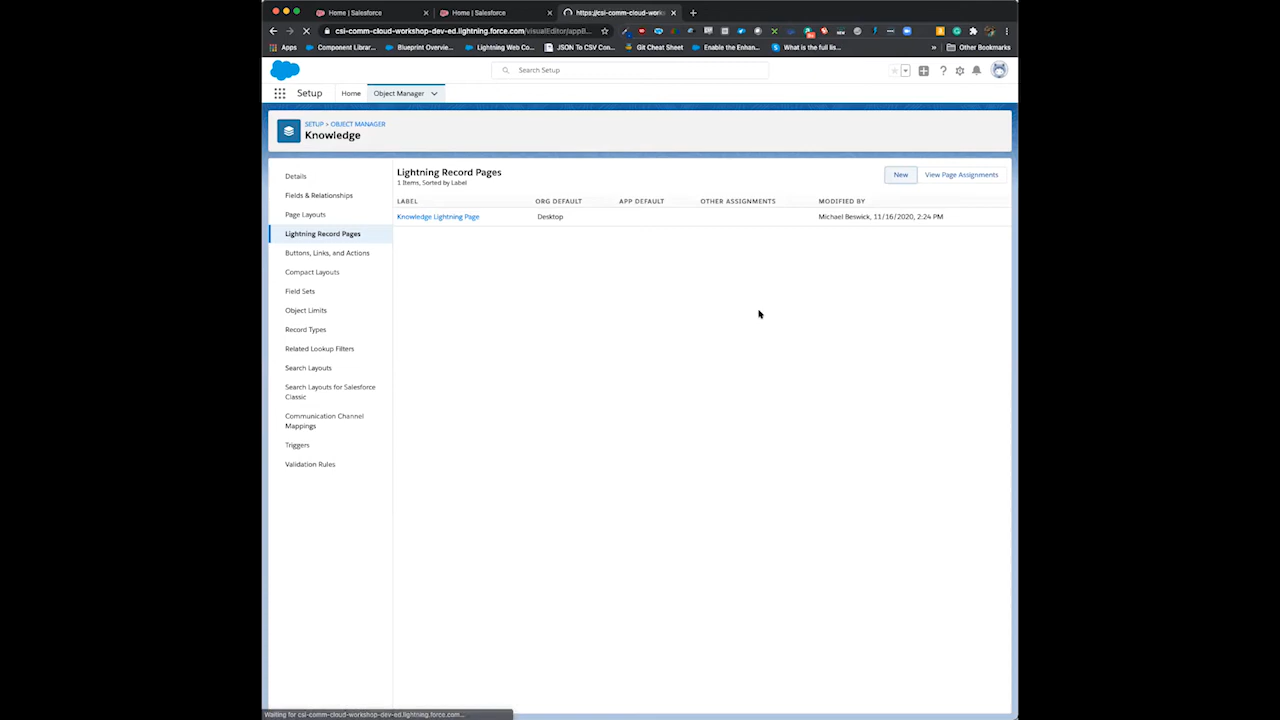 Home | Salesforce
Home | Salesforce
https://csi-comm-cloud-works
csi-comm-cloud-workshop-dev-ed.lightning.force.com/visualEditor/appB...
Apps
Component Librar...
Blueprint Overvie...
Lightning Web Co...
JSON To CSV Con...
Git Cheat Sheet
Enable the Enhan...
What is the full lis...
»
Other Bookmarks
Search Setup
Setup
Home
Object Manager
SETUP > OBJECT MANAGER
Knowledge
Details
Fields & Relationships
Page Layouts
Lightning Record Pages
Buttons, Links, and Actions
Compact Layouts
Field Sets
Object Limits
Record Types
Related Lookup Filters
Search Layouts
Search Layouts for Salesforce
Classic
Communication Channel
Mappings
Triggers
Validation Rules
Lightning Record Pages
1 Items, Sorted by Label
New
View Page Assignments
LABEL ORG DEFAULT APP DEFAULT OTHER ASSIGNMENTS MODIFIED BY
Knowledge Lightning Page Desktop Michael Beswick, 11/16/2020, 2:24 PM
Waiting for csi-comm-cloud-workshop-dev-ed.lightning.force.com...